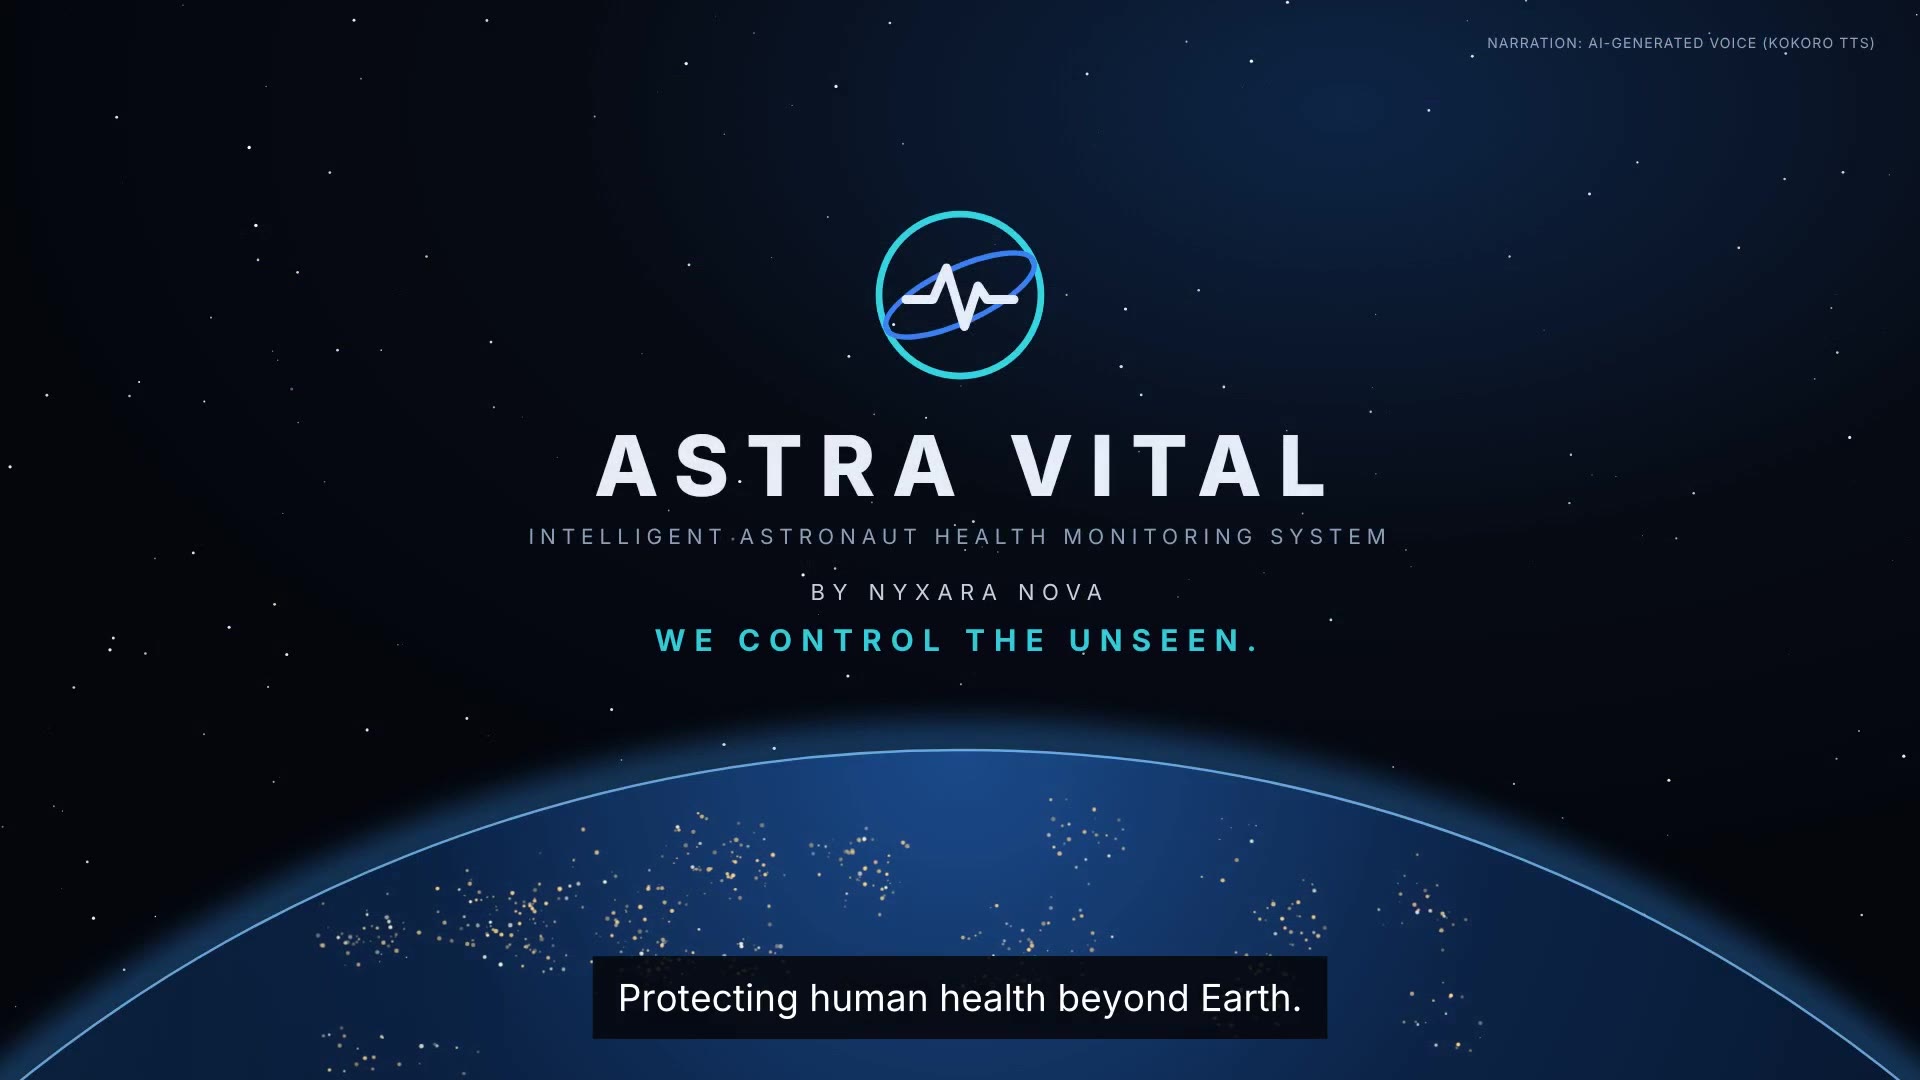 NARRATION: AI-GENERATED VOICE (KOKORO TTS)
ASTRA VITAL
INTELLIGENT ASTRONAUT HEALTH MONITORING SYSTEM
BY NYXARA NOVA
WE CONTROL THE UNSEEN.
Protecting human health beyond Earth.